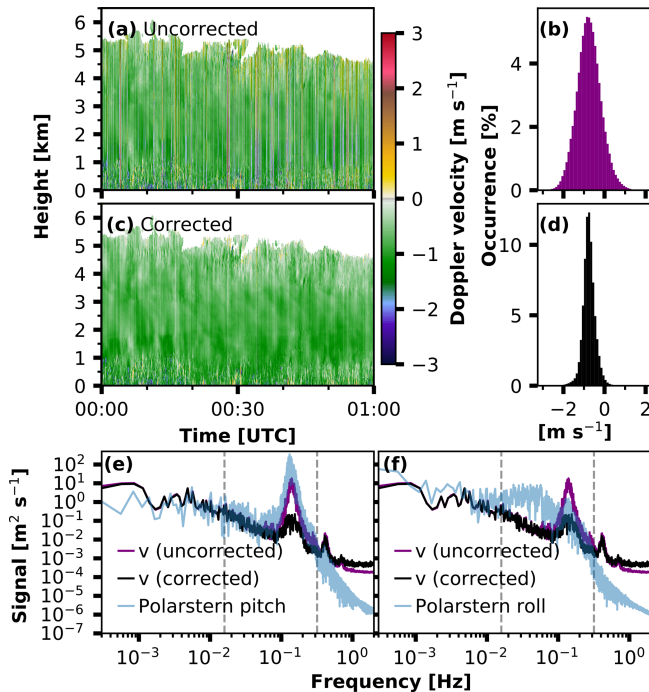 (a) Uncorrected
(b)
6
5
4
3
2
1
0
3
2
1
0
−1
−2
−3
4
2
0
Height [km]
Doppler velocity [m s⁻¹]
Occurrence [%]
(c) Corrected
(d)
6
5
4
3
2
1
0
10
5
0
00:00
00:30
01:00
−2
0
2
Time [UTC]
[m s⁻¹]
(e)
(f)
10²
10¹
10⁰
10⁻¹
10⁻²
10⁻³
10⁻⁴
10⁻⁵
10⁻⁶
10⁻⁷
Signal [m² s⁻¹]
v (uncorrected)
v (corrected)
Polarstern pitch
v (uncorrected)
v (corrected)
Polarstern roll
10⁻³
10⁻²
10⁻¹
10⁰
10⁻³
10⁻²
10⁻¹
10⁰
Frequency [Hz]